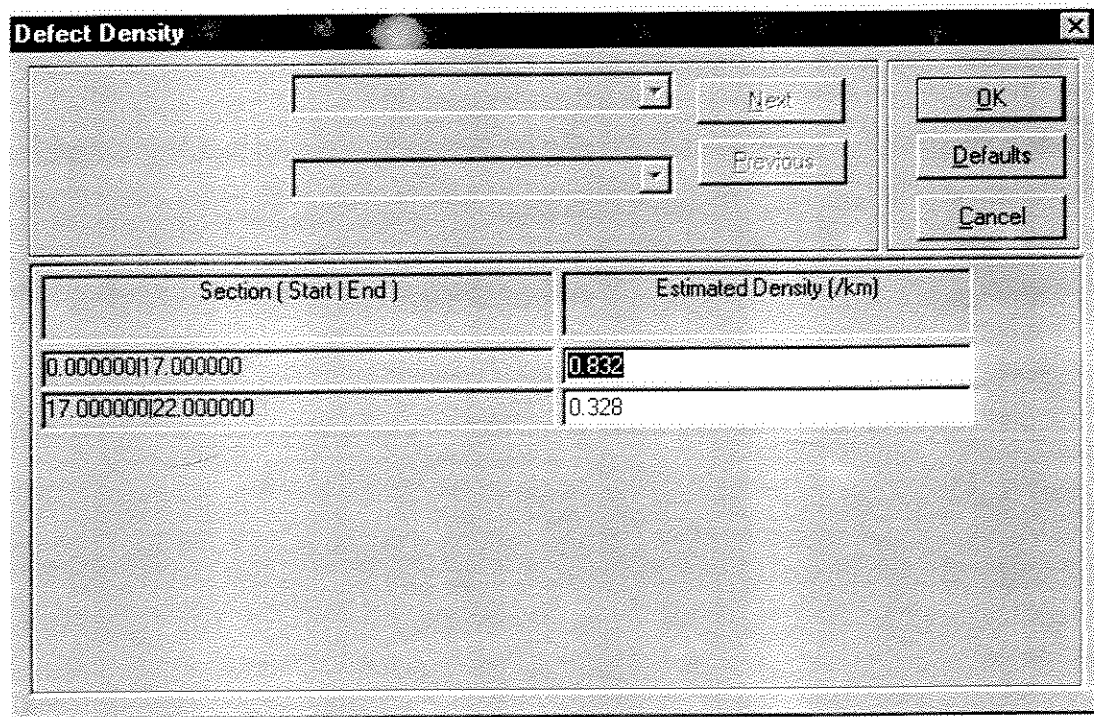 Defect Density
Next
OK
Previous
Defaults
Cancel
Section ( Start | End )
Estimated Density (/km)
0.000000|17.000000
0.832
17.000000|22.000000
0.328